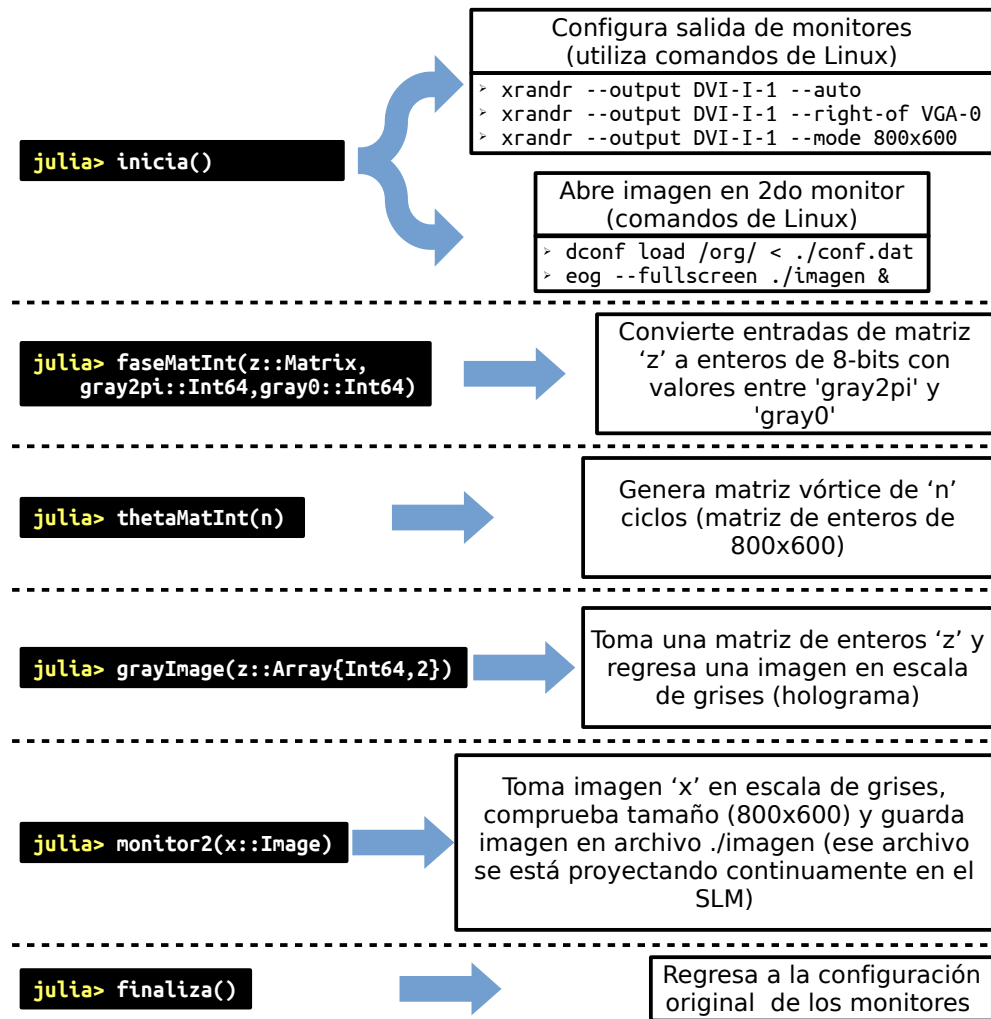 julia> inicia()
Configura salida de monitores
(utiliza comandos de Linux)
➢ xrandr --output DVI-I-1 --auto
➢ xrandr --output DVI-I-1 --right-of VGA-0
➢ xrandr --output DVI-I-1 --mode 800x600
Abre imagen en 2do monitor
(comandos de Linux)
➢ dconf load /org/ < ./conf.dat
➢ eog --fullscreen ./imagen &
julia> faseMatInt(z::Matrix,
gray2pi::Int64,gray0::Int64)
Convierte entradas de matriz
‘z’ a enteros de 8-bits con
valores entre 'gray2pi' y
'gray0'
julia> thetaMatInt(n)
Genera matriz vórtice de ‘n’
ciclos (matriz de enteros de
800x600)
julia> grayImage(z::Array{Int64,2})
Toma una matriz de enteros ‘z’ y
regresa una imagen en escala
de grises (holograma)
julia> monitor2(x::Image)
Toma imagen ‘x’ en escala de grises,
comprueba tamaño (800x600) y guarda
imagen en archivo ./imagen (ese archivo
se está proyectando continuamente en el
SLM)
julia> finaliza()
Regresa a la configuración
original  de los monitores